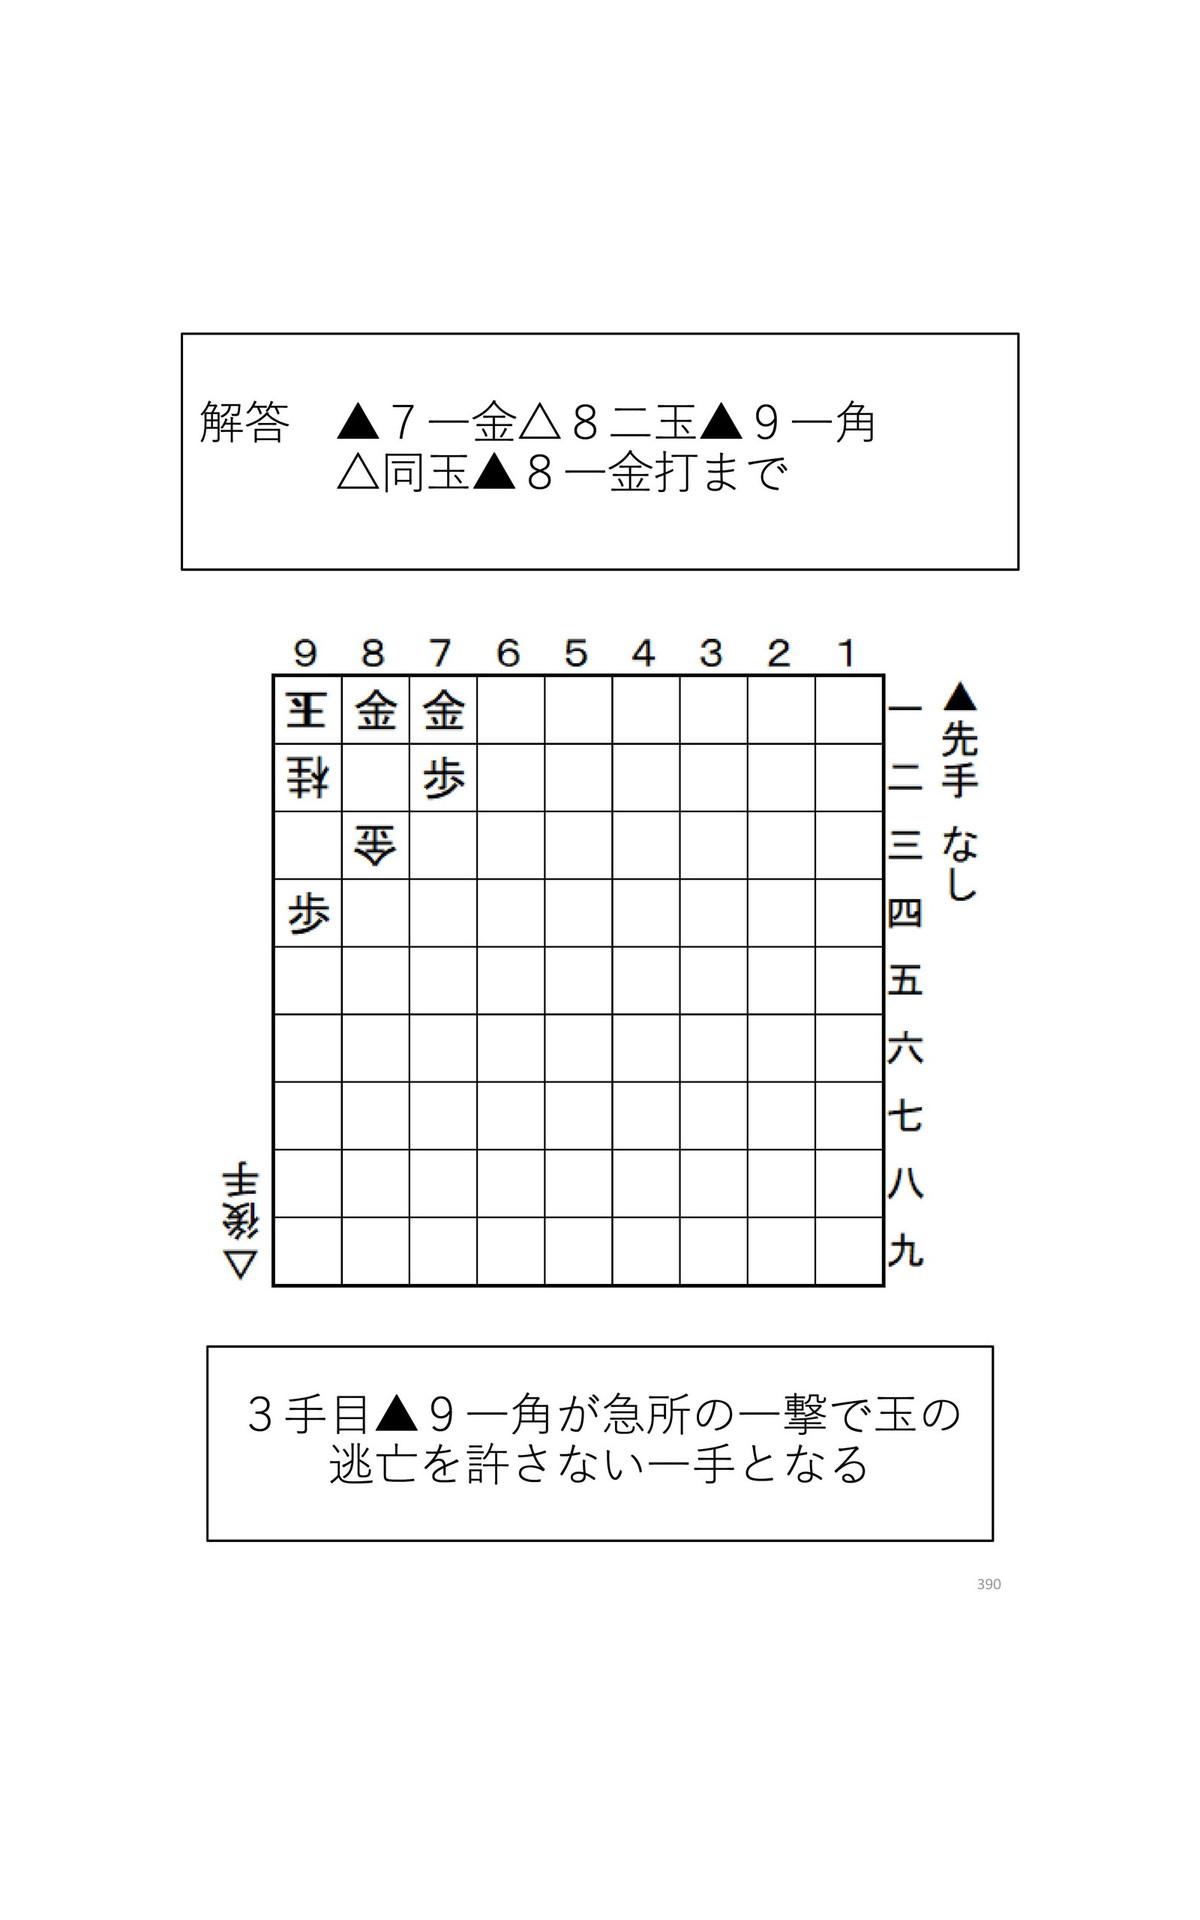 解答　▲７一金△８二玉▲９一角
△同玉▲８一金打まで
９ ８ ７ ６ ５ ４ ３ ２ １
王 金 金 一
桂 歩 二
金 三
歩 四
五
六
七
八
九
▲先手 なし
△後手
３手目▲９一角が急所の一撃で玉の
逃亡を許さない一手となる
390